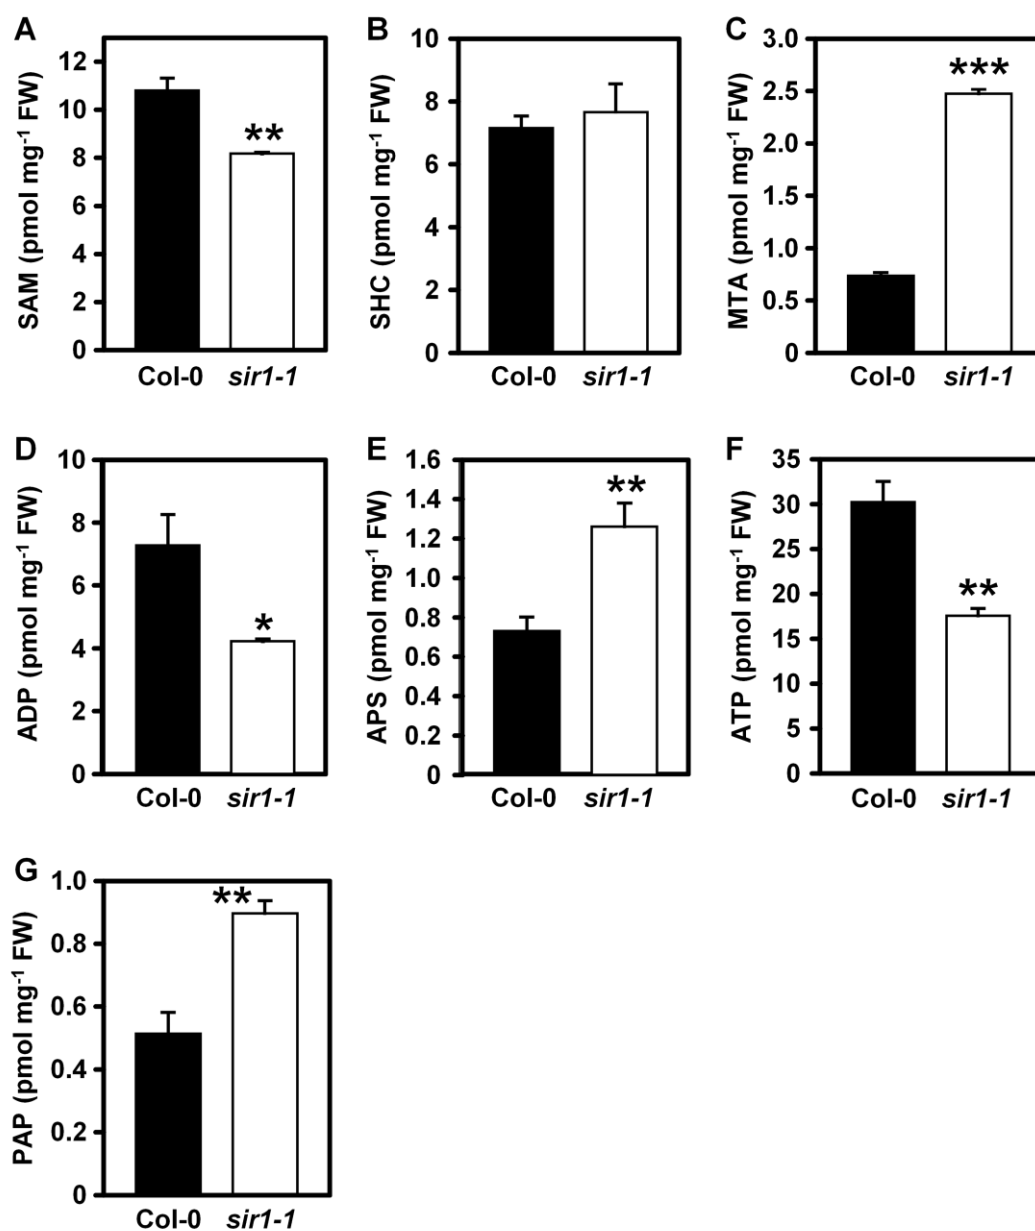 A
SAM (pmol mg⁻¹ FW)
12
10
8
6
4
2
0
**
Col-0 sir1-1
B
SHC (pmol mg⁻¹ FW)
10
8
6
4
2
0
Col-0 sir1-1
C
MTA (pmol mg⁻¹ FW)
3.0
2.5
2.0
1.5
1.0
0.5
0
***
Col-0 sir1-1
D
ADP (pmol mg⁻¹ FW)
10
8
6
4
2
0
*
Col-0 sir1-1
E
APS (pmol mg⁻¹ FW)
1.6
1.4
1.2
1.0
0.8
0.6
0.4
0.2
0
**
Col-0 sir1-1
F
ATP (pmol mg⁻¹ FW)
35
30
25
20
15
10
5
0
**
Col-0 sir1-1
G
PAP (pmol mg⁻¹ FW)
1.0
0.8
0.6
0.4
0.2
0
**
Col-0 sir1-1